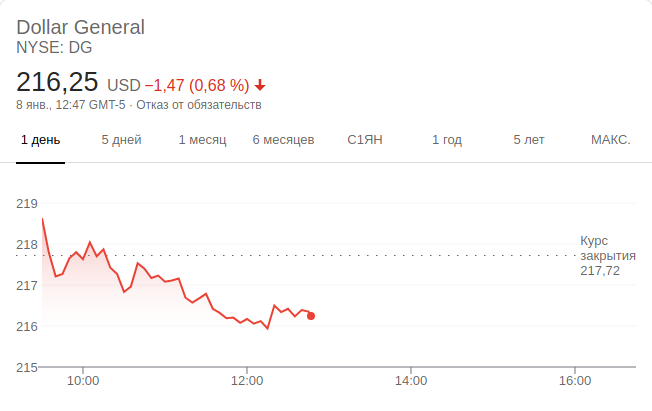 Dollar General
NYSE: DG
216,25 USD −1,47 (0,68 %)
8 янв., 12:47 GMT-5 · Отказ от обязательств
1 день 5 дней 1 месяц 6 месяцев С1ЯН 1 год 5 лет МАКС.
219
218
217
216
215
Курс
закрытия
217,72
10:00 12:00 14:00 16:00